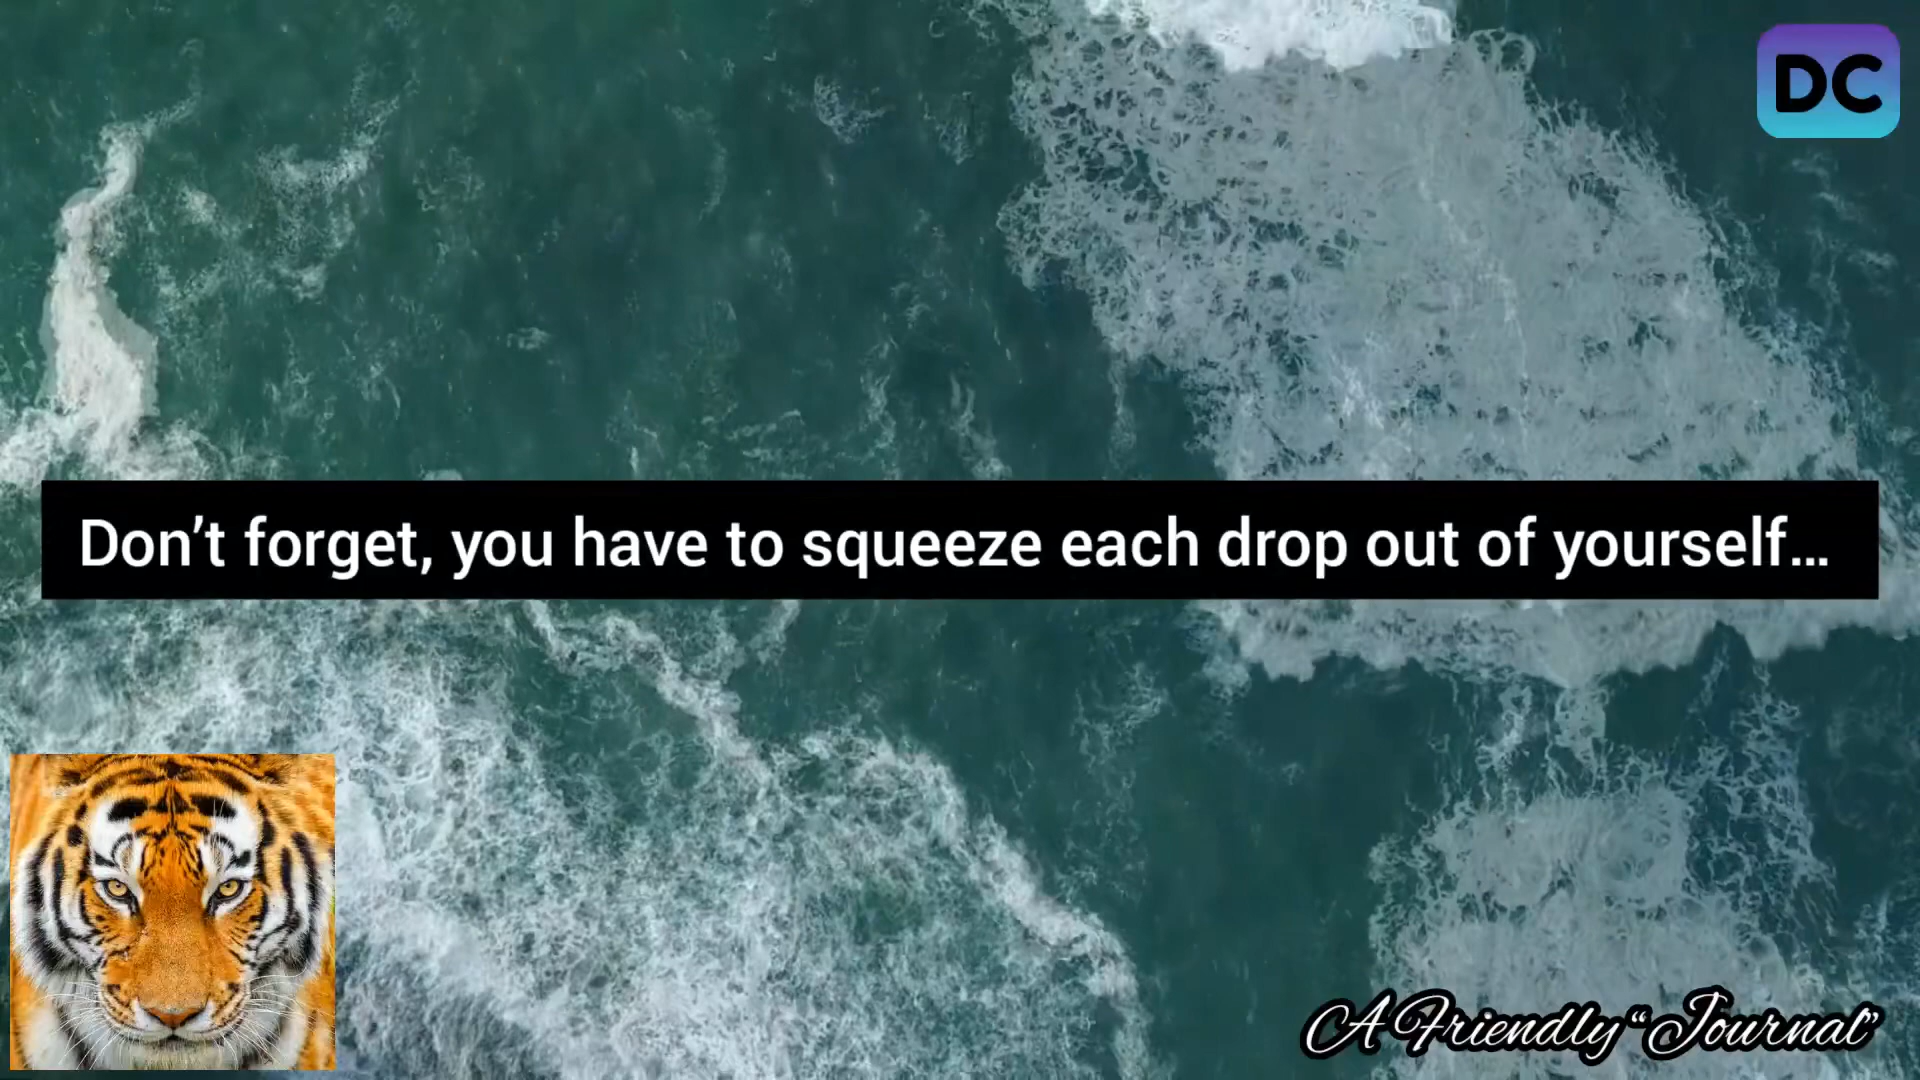 DC
Don’t forget, you have to squeeze each drop out of yourself...
A Friendly “Journal”